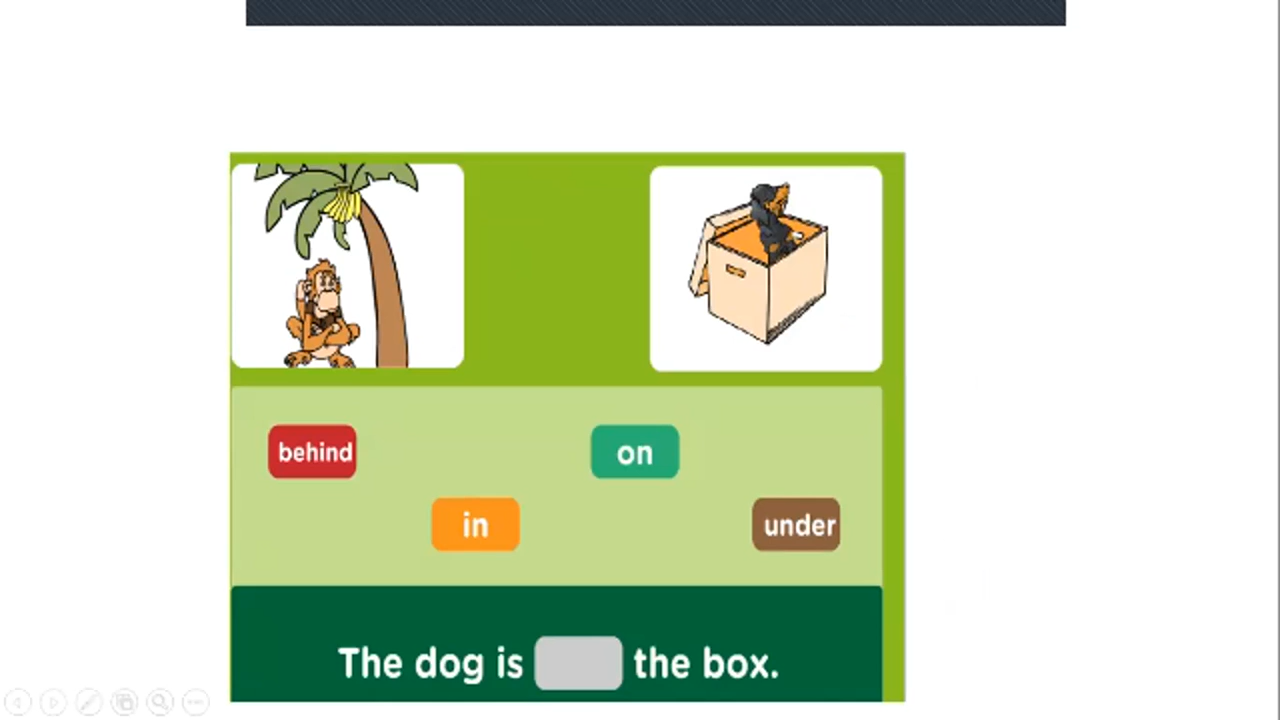 behind
on
in
under
The dog is the box.